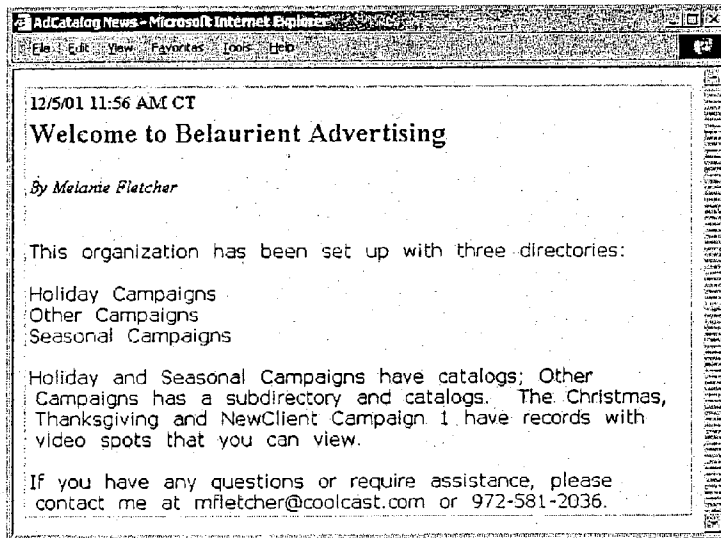 AdCatalog News - Microsoft Internet Explorer
File Edit View Favorites Tools Help
12/5/01 11:56 AM CT
Welcome to Belaurient Advertising
By Melanie Fletcher
This organization has been set up with three directories:
Holiday Campaigns
Other Campaigns
Seasonal Campaigns
Holiday and Seasonal Campaigns have catalogs; Other
Campaigns has a subdirectory and catalogs. The Christmas,
Thanksgiving and NewClient Campaign 1 have records with
video spots that you can view.
If you have any questions or require assistance, please
contact me at mfletcher@coolcast.com or 972-581-2036.